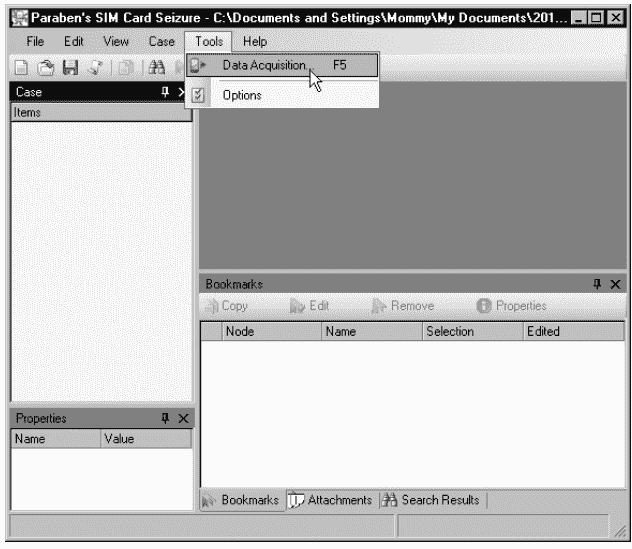 Paraben's SIM Card Seizure - C:\Documents and Settings\Mommy\My Documents\201...
File Edit View Case Tools Help
Data Acquisition... F5
Options
Case
Items
Bookmarks
Copy Edit Remove Properties
Node Name Selection Edited
Properties
Name Value
Bookmarks Attachments Search Results